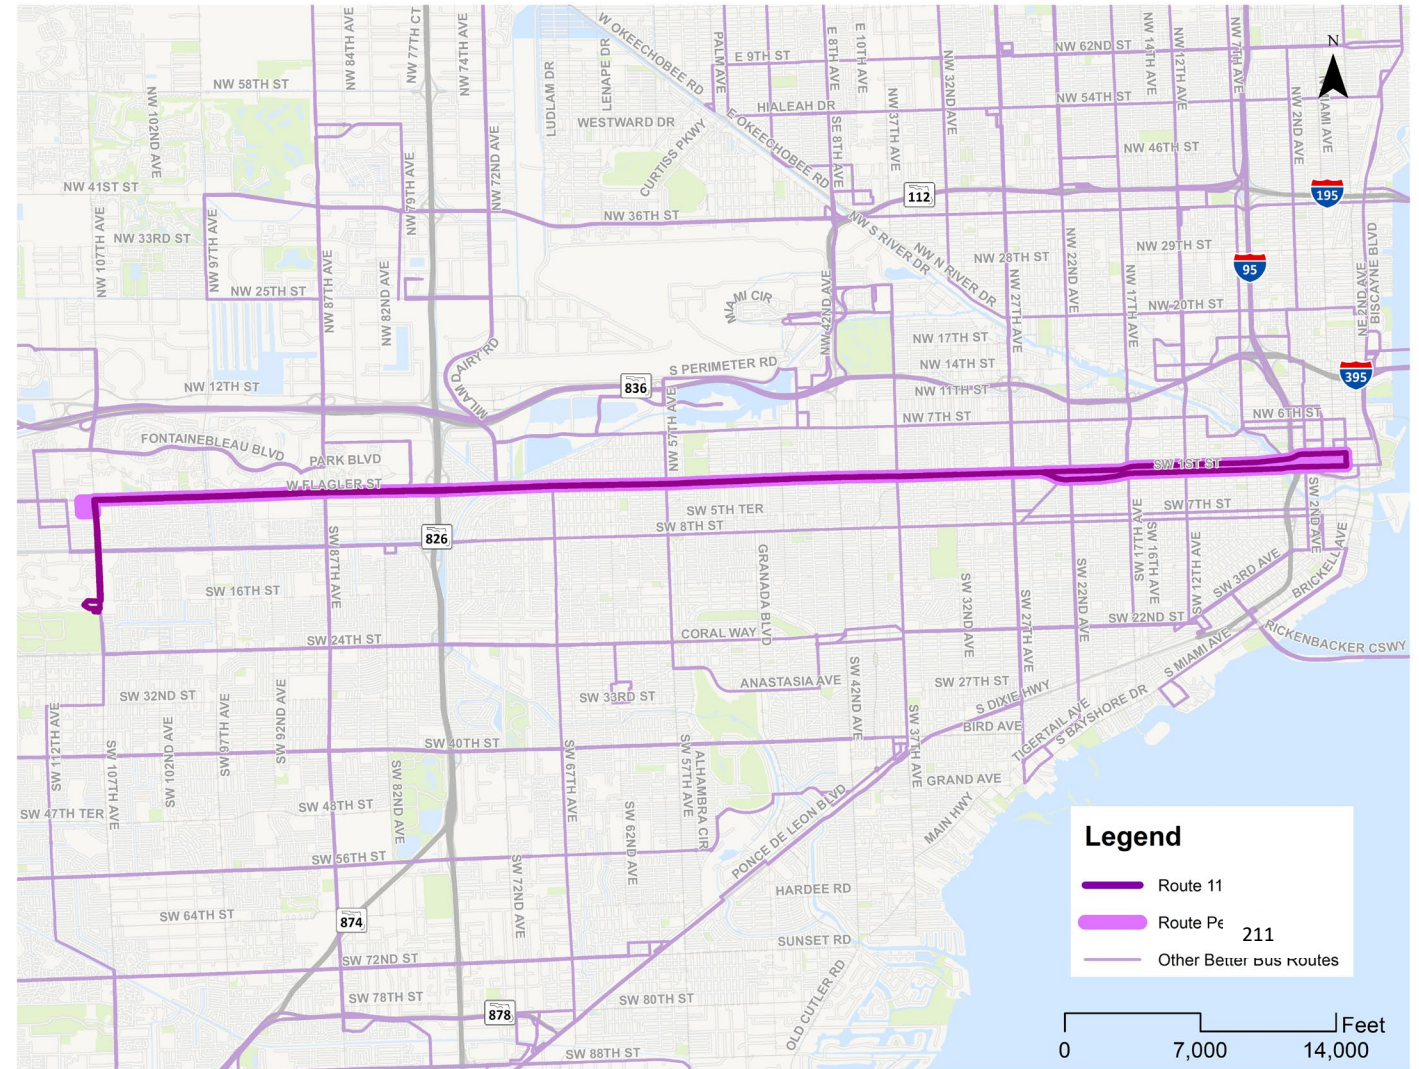 NW 84TH AVE
NW 77TH CT
NW 74TH AVE
W OKEECHOBEE RD
PALM AVE
E 9TH ST
E 8TH AVE
E 10TH AVE
NW 32ND AVE
NW 62ND ST
NW 14TH AVE
NW 12TH AVE
NW 7TH AVE
N
NW 58TH ST
NW 102ND AVE
LUDLAM DR
LENAPE DR
WESTWARD DR
CURTISS PKWY
E OKEECHOBEE RD
HIALEAH DR
SE 8TH AVE
NW 37TH AVE
NW 54TH ST
NW 46TH ST
NW 2ND AVE
MIAMI AVE
NW 41ST ST
NW 107TH AVE
NW 33RD ST
NW 97TH AVE
NW 25TH ST
NW 87TH AVE
NW 82ND AVE
NW 79TH AVE
NW 72ND AVE
NW 36TH ST
112
195
NW S RIVER DR
NW N RIVER DR
NW 28TH ST
NW 29TH ST
95
NW 27TH AVE
NW 22ND AVE
NW 17TH AVE
NW 20TH ST
NE 2ND AVE
BISCAYNE BLVD
MIAMI CIR
NW 42ND AVE
MILAM DAIRY RD
S PERIMETER RD
836
NW 17TH ST
NW 14TH ST
NW 11TH ST
395
NW 12TH ST
NW 57TH AVE
NW 7TH ST
NW 6TH ST
FONTAINEBLEAU BLVD
PARK BLVD
W FLAGLER ST
SW 1ST ST
SW 5TH TER
SW 8TH ST
SW 7TH ST
826
SW 87TH AVE
SW 16TH ST
GRANADA BLVD
SW 32ND AVE
SW 27TH AVE
SW 22ND AVE
SW 17TH AVE
SW 16TH AVE
SW 12TH AVE
SW 2ND AVE
SW 3RD AVE
BRICKELL AVE
SW 24TH ST
CORAL WAY
SW 22ND ST
S MIAMI AVE
RICKENBACKER CSWY
SW 32ND ST
SW 33RD ST
ANASTASIA AVE
SW 42ND AVE
SW 27TH ST
S DIXIE HWY
BIRD AVE
TIGERTAIL AVE
S BAYSHORE DR
SW 112TH AVE
SW 107TH AVE
SW 102ND AVE
SW 97TH AVE
SW 92ND AVE
SW 40TH ST
SW 82ND AVE
SW 67TH AVE
SW 57TH AVE
ALHAMBRA CIR
SW 37TH AVE
GRAND AVE
MAIN HWY
SW 47TH TER
SW 48TH ST
SW 62ND AVE
PONCE DE LEON BLVD
SW 56TH ST
SW 72ND AVE
HARDEE RD
SW 64TH ST
874
SUNSET RD
SW 72ND ST
SW 78TH ST
878
SW 80TH ST
OLD CUTLER RD
SW 88TH ST
Legend
Route 11
Route Pe
211
Other Better Bus Routes
Feet
0 7,000 14,000